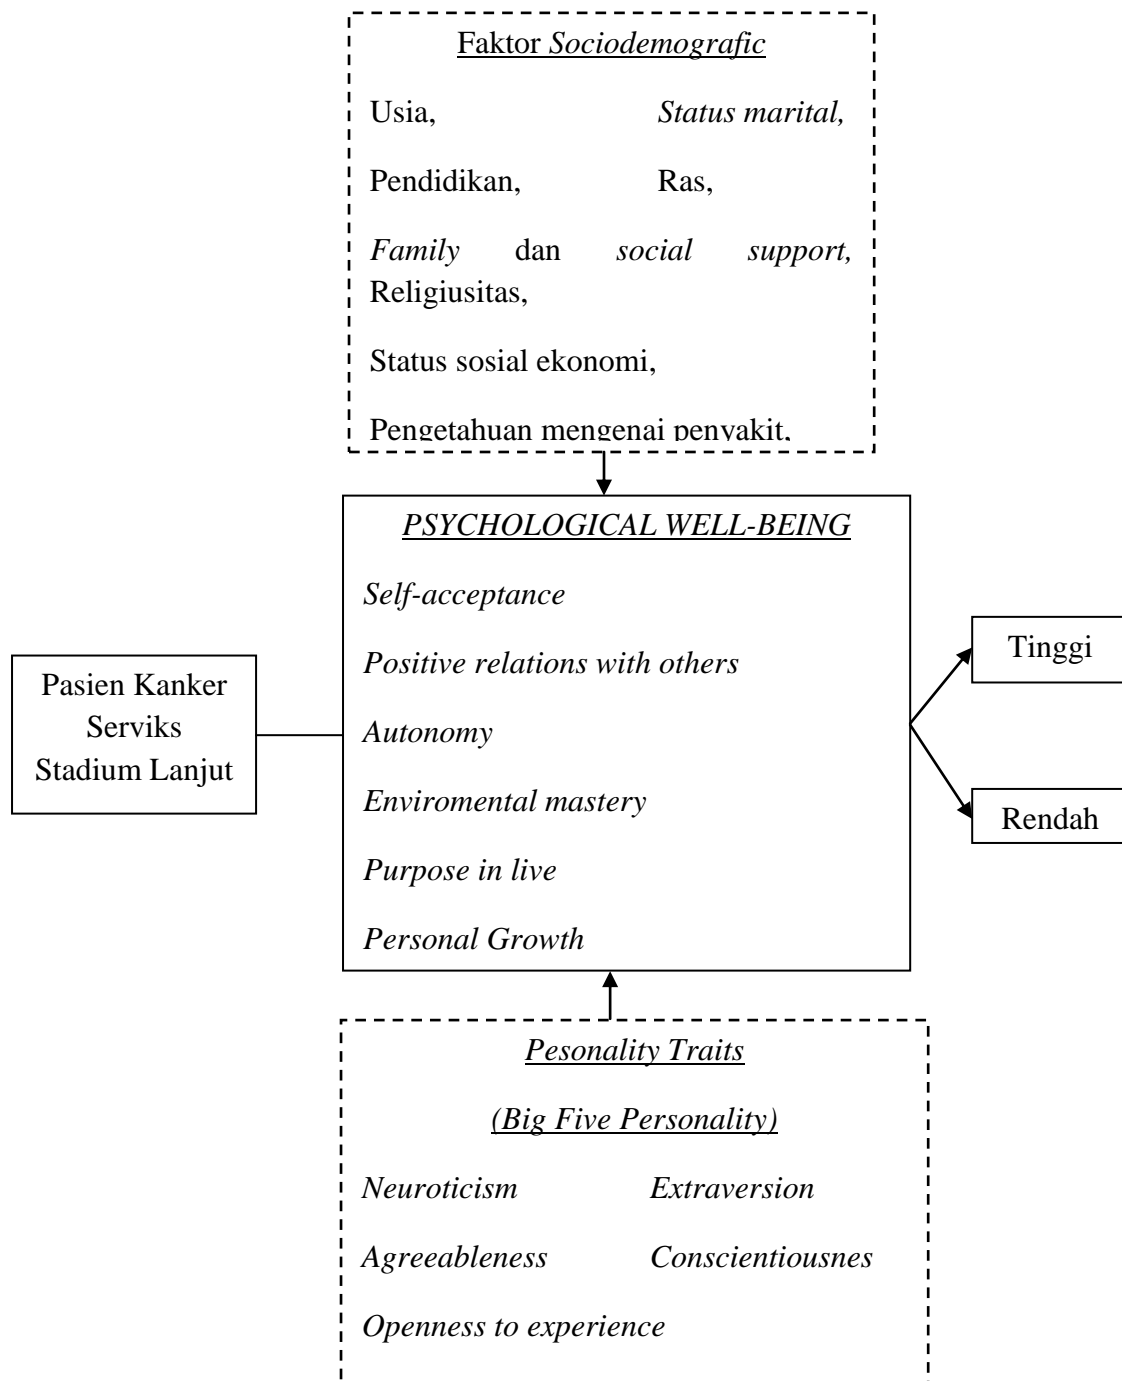 Faktor Sociodemografic
Usia, Status marital,
Pendidikan, Ras,
Family dan social support,
Religiusitas,
Status sosial ekonomi,
Pengetahuan mengenai penyakit,
PSYCHOLOGICAL WELL-BEING
Self-acceptance
Positive relations with others
Autonomy
Enviromental mastery
Purpose in live
Personal Growth
Pasien Kanker
Serviks
Stadium Lanjut
Tinggi
Rendah
Pesonality Traits
(Big Five Personality)
Neuroticism Extraversion
Agreeableness Conscientiousnes
Openness to experience